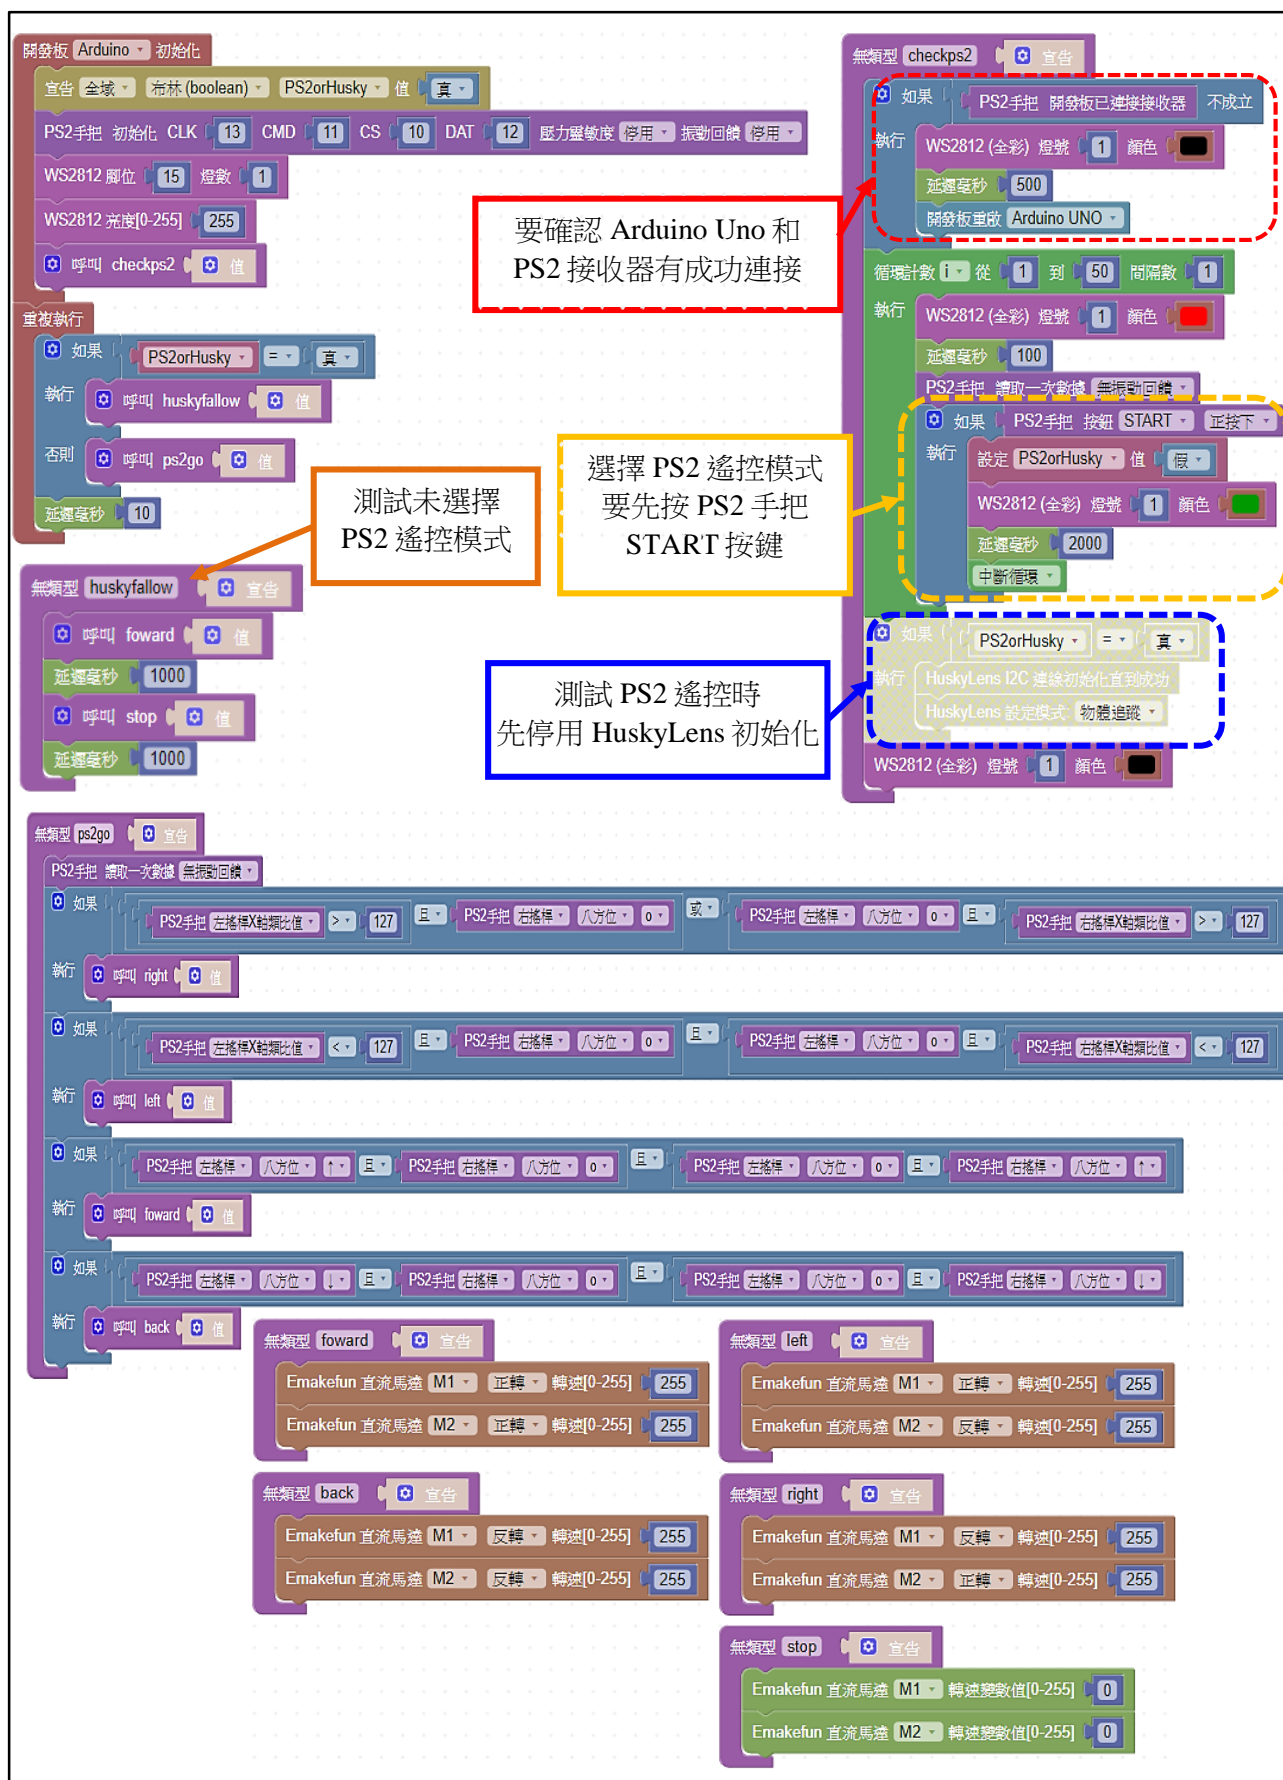 開發板 Arduino 初始化
宣告 全域 布林 (boolean) PS2orHusky 值 真
PS2手把 初始化 CLK 13 CMD 11 CS 10 DAT 12 壓力靈敏度 停用 振動回饋 停用
WS2812 腳位 15 燈數 1
WS2812 亮度[0-255] 255
呼叫 checkps2 值
重複執行
如果 PS2orHusky = 真
執行 呼叫 huskyfallow 值
否則 呼叫 ps2go 值
延遲毫秒 10
測試未選擇
PS2 遙控模式
無類型 huskyfallow 宣告
呼叫 foward 值
延遲毫秒 1000
呼叫 stop 值
延遲毫秒 1000
無類型 checkps2 宣告
如果 PS2手把 開發板已連接接收器 不成立
執行 WS2812 (全彩) 燈號 1 顏色
延遲毫秒 500
開發板重啟 Arduino UNO
要確認 Arduino Uno 和
PS2 接收器有成功連接
循環計數 i 從 1 到 50 間隔數 1
執行 WS2812 (全彩) 燈號 1 顏色
延遲毫秒 100
PS2手把 讀取一次數據 無振動回饋
如果 PS2手把 按鈕 START 正按下
執行 設定 PS2orHusky 值 假
WS2812 (全彩) 燈號 1 顏色
延遲毫秒 2000
中斷循環
選擇 PS2 遙控模式
要先按 PS2 手把
START 按鍵
如果 PS2orHusky = 真
執行 HuskyLens I2C 連線初始化直到成功
HuskyLens 設定模式: 物體追蹤
測試 PS2 遙控時
先停用 HuskyLens 初始化
WS2812 (全彩) 燈號 1 顏色
無類型 ps2go 宣告
PS2手把 讀取一次數據 無振動回饋
如果 PS2手把 左搖桿X軸類比值 > 127 且 PS2手把 右搖桿 八方位 o 或 PS2手把 左搖桿 八方位 o 且 PS2手把 右搖桿X軸類比值 > 127
執行 呼叫 right 值
如果 PS2手把 左搖桿X軸類比值 < 127 且 PS2手把 右搖桿 八方位 o 且 PS2手把 左搖桿 八方位 o 且 PS2手把 右搖桿X軸類比值 < 127
執行 呼叫 left 值
如果 PS2手把 左搖桿 八方位 ↑ 且 PS2手把 右搖桿 八方位 o 且 PS2手把 左搖桿 八方位 o 且 PS2手把 右搖桿 八方位 ↑
執行 呼叫 foward 值
如果 PS2手把 左搖桿 八方位 ↓ 且 PS2手把 右搖桿 八方位 o 且 PS2手把 左搖桿 八方位 o 且 PS2手把 右搖桿 八方位 ↓
執行 呼叫 back 值
無類型 foward 宣告
Emakefun 直流馬達 M1 正轉 轉速[0-255] 255
Emakefun 直流馬達 M2 正轉 轉速[0-255] 255
無類型 left 宣告
Emakefun 直流馬達 M1 正轉 轉速[0-255] 255
Emakefun 直流馬達 M2 反轉 轉速[0-255] 255
無類型 back 宣告
Emakefun 直流馬達 M1 反轉 轉速[0-255] 255
Emakefun 直流馬達 M2 反轉 轉速[0-255] 255
無類型 right 宣告
Emakefun 直流馬達 M1 反轉 轉速[0-255] 255
Emakefun 直流馬達 M2 正轉 轉速[0-255] 255
無類型 stop 宣告
Emakefun 直流馬達 M1 轉速變數值[0-255] 0
Emakefun 直流馬達 M2 轉速變數值[0-255] 0